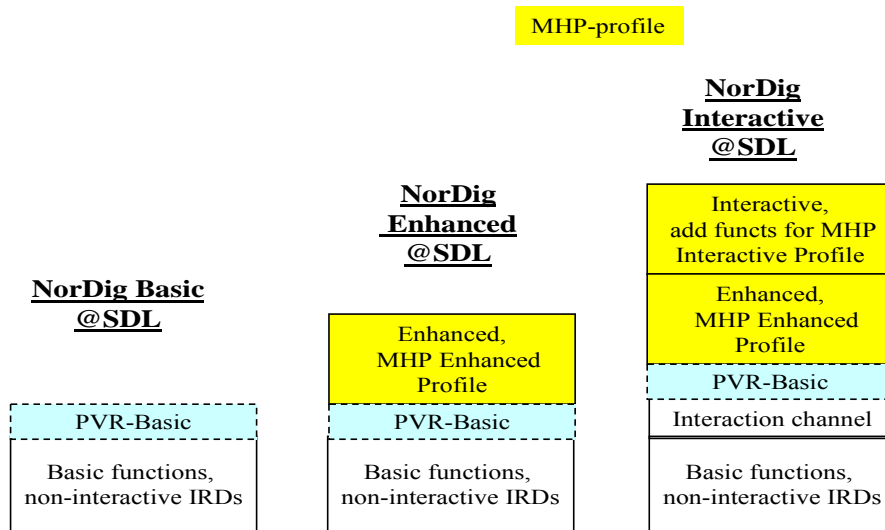 MHP-profile
NorDig Basic
@SDL
PVR-Basic
Basic functions,
non-interactive IRDs
NorDig
Enhanced
@SDL
Enhanced,
MHP Enhanced
Profile
PVR-Basic
Basic functions,
non-interactive IRDs
NorDig
Interactive
@SDL
Interactive,
add functs for MHP
Interactive Profile
Enhanced,
MHP Enhanced
Profile
PVR-Basic
Interaction channel
Basic functions,
non-interactive IRDs